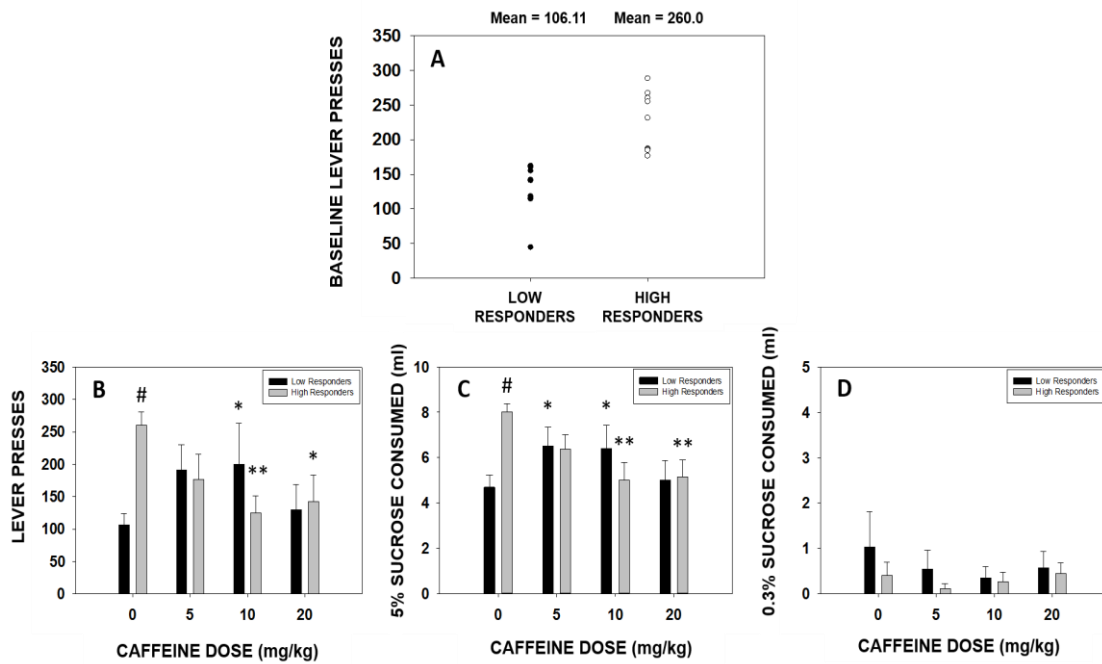 Mean = 106.11 Mean = 260.0
A
BASELINE LEVER PRESSES
350
300
250
200
150
100
50
0
LOW
RESPONDERS
HIGH
RESPONDERS
B
LEVER PRESSES
350
300
250
200
150
100
50
0
Low Responders
High Responders
#
*
**
*
0 5 10 20
CAFFEINE DOSE (mg/kg)
C
5% SUCROSE CONSUMED (ml)
10
8
6
4
2
0
Low Responders
High Responders
#
*
*
**
**
0 5 10 20
CAFFEINE DOSE (mg/kg)
D
0.3% SUCROSE CONSUMED (ml)
5
4
3
2
1
0
Low Responders
High Responders
0 5 10 20
CAFFEINE DOSE (mg/kg)